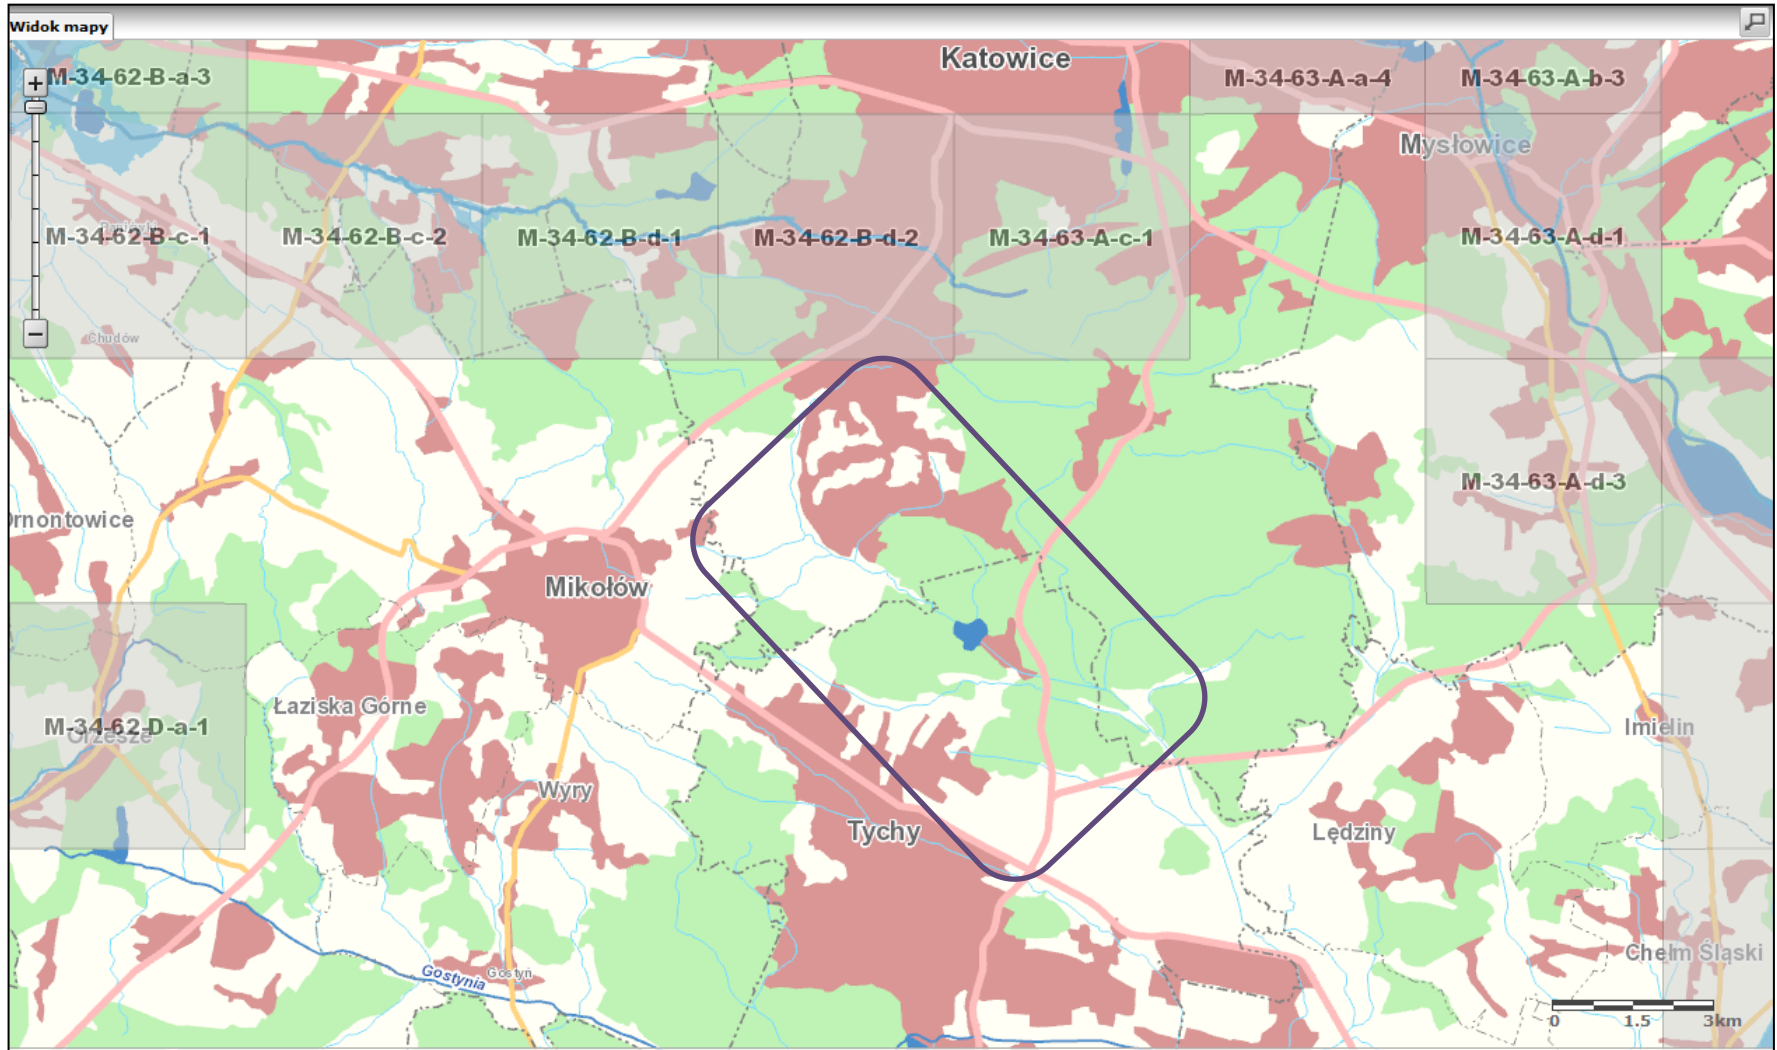 Widok mapy
Katowice
M-34-62-B-a-3
M-34-63-A-a-4
M-34-63-A-b-3
Mysłowice
M-34-62-B-c-1
M-34-62-B-c-2
M-34-62-B-d-1
M-34-62-B-d-2
M-34-63-A-c-1
M-34-63-A-d-1
Chudów
M-34-63-A-d-3
Ornontowice
Mikołów
Łaziska Górne
M-34-62-D-a-1
Orzesze
Imielin
Wyry
Tychy
Lędziny
Chełm Śląski
Gostynia
Gostyń
0 1.5 3km